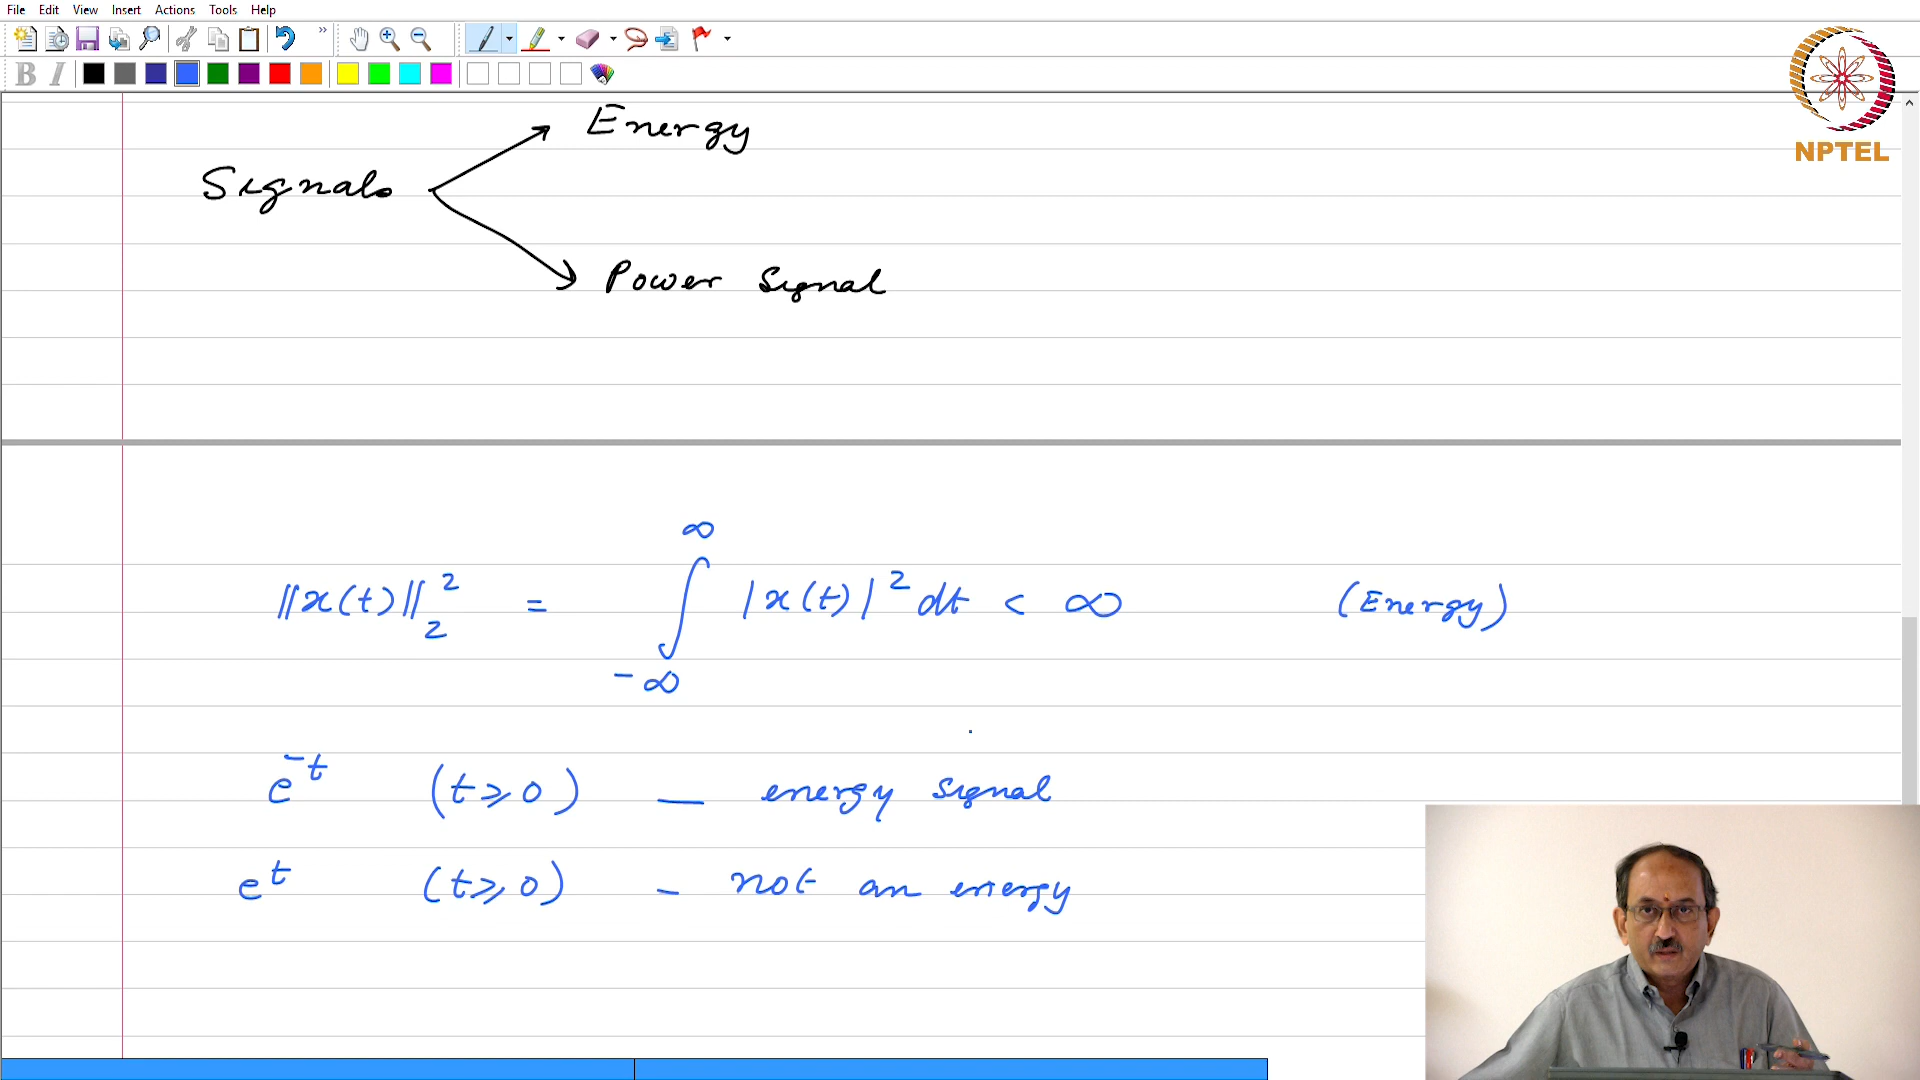 File Edit View Insert Actions Tools Help
B I
NPTEL
Energy
Signals
Power Signal
||x(t)||₂² = ∫_{-∞}^{∞} |x(t)|² dt < ∞ (Energy)
e^{-t} (t ⩾ 0) — energy signal
e^{t} (t ⩾ 0) - not an energy